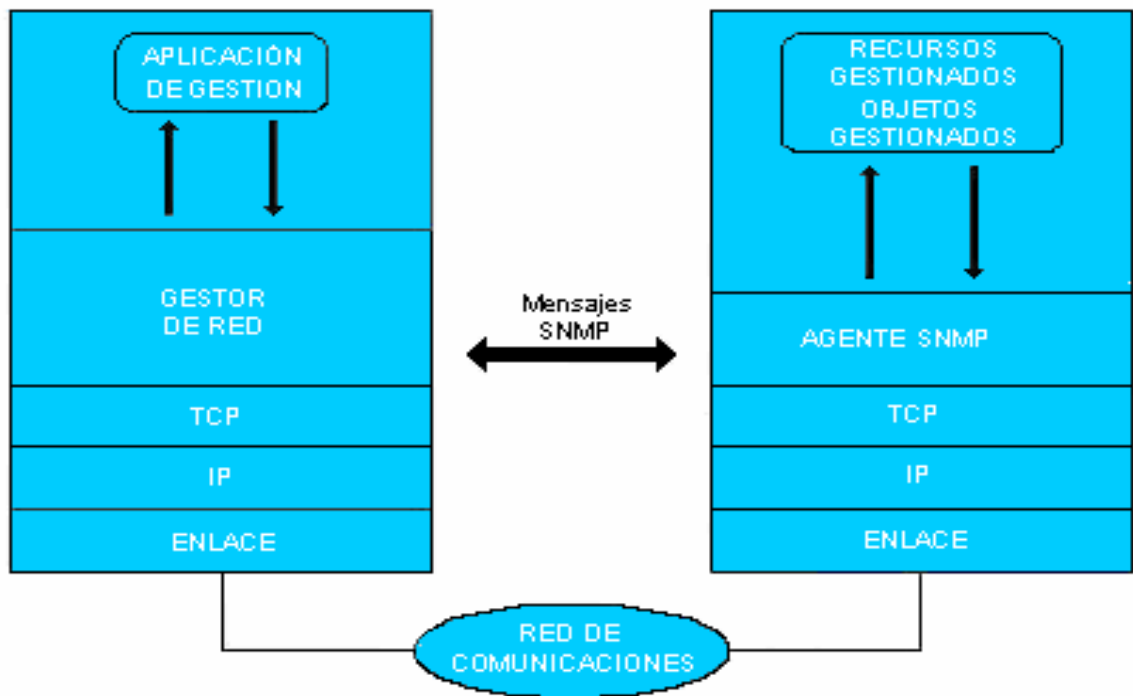 APLICACIÓN
DE GESTION
GESTOR
DE RED
TCP
IP
ENLACE
Mensajes
SNMP
RECURSOS
GESTIONADOS
OBJETOS
GESTIONADOS
AGENTE SNMP
TCP
IP
ENLACE
RED DE
COMUNICACIONES